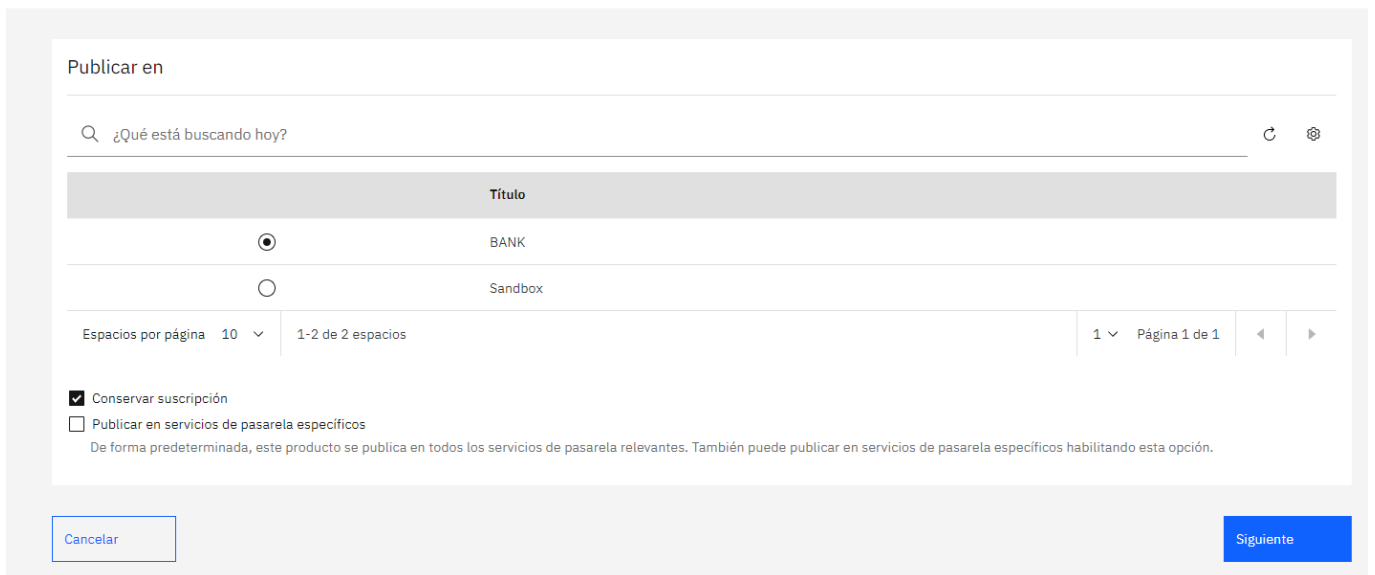 Publicar en
¿Qué está buscando hoy?
Título
BANK
Sandbox
Espacios por página 10 1-2 de 2 espacios 1 Página 1 de 1
Conservar suscripción
Publicar en servicios de pasarela específicos
De forma predeterminada, este producto se publica en todos los servicios de pasarela relevantes. También puede publicar en servicios de pasarela específicos habilitando esta opción.
Cancelar Siguiente